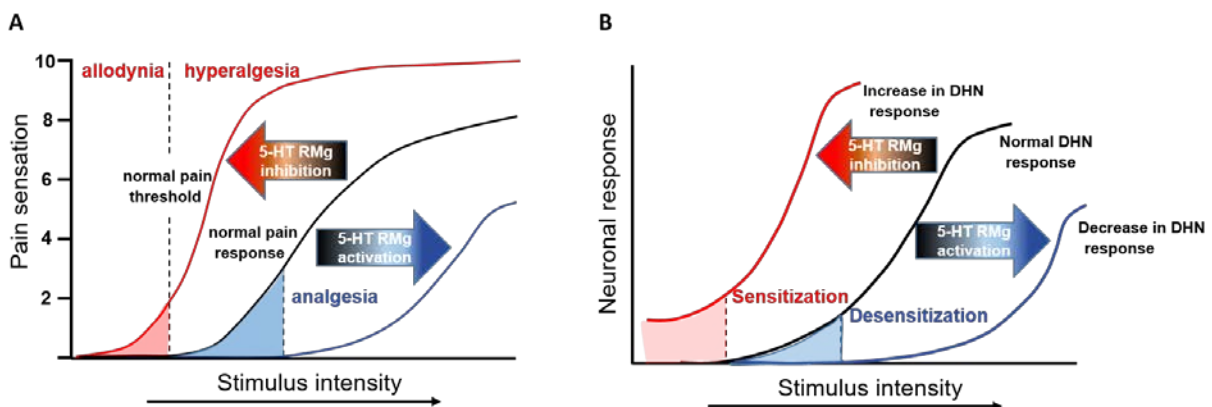 A
10
8
6
4
2
Pain sensation
allodynia
hyperalgesia
normal pain
threshold
5-HT RMg
inhibition
normal pain
response
5-HT RMg
activation
analgesia
Stimulus intensity
B
Neuronal response
Increase in DHN
response
5-HT RMg
inhibition
Normal DHN
response
5-HT RMg
activation
Decrease in DHN
response
Sensitization
Desensitization
Stimulus intensity